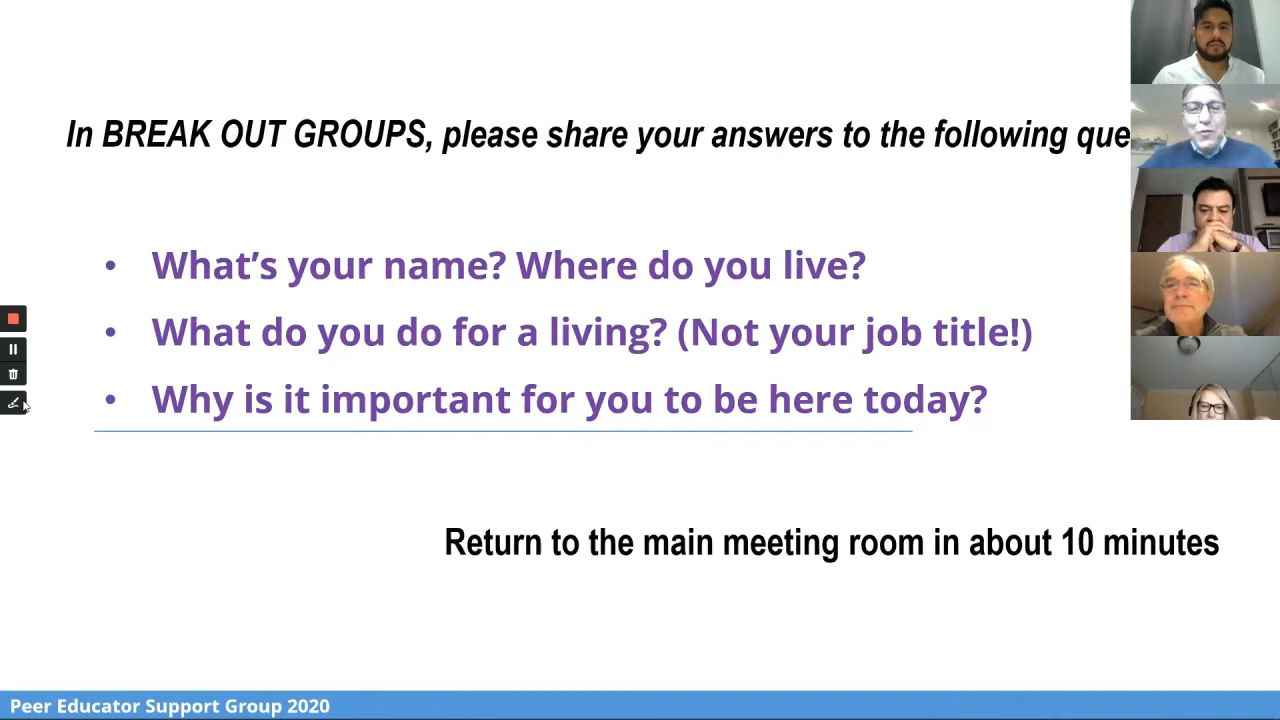 In BREAK OUT GROUPS, please share your answers to the following que
• What’s your name? Where do you live?
• What do you do for a living? (Not your job title!)
• Why is it important for you to be here today?
Return to the main meeting room in about 10 minutes
Peer Educator Support Group 2020